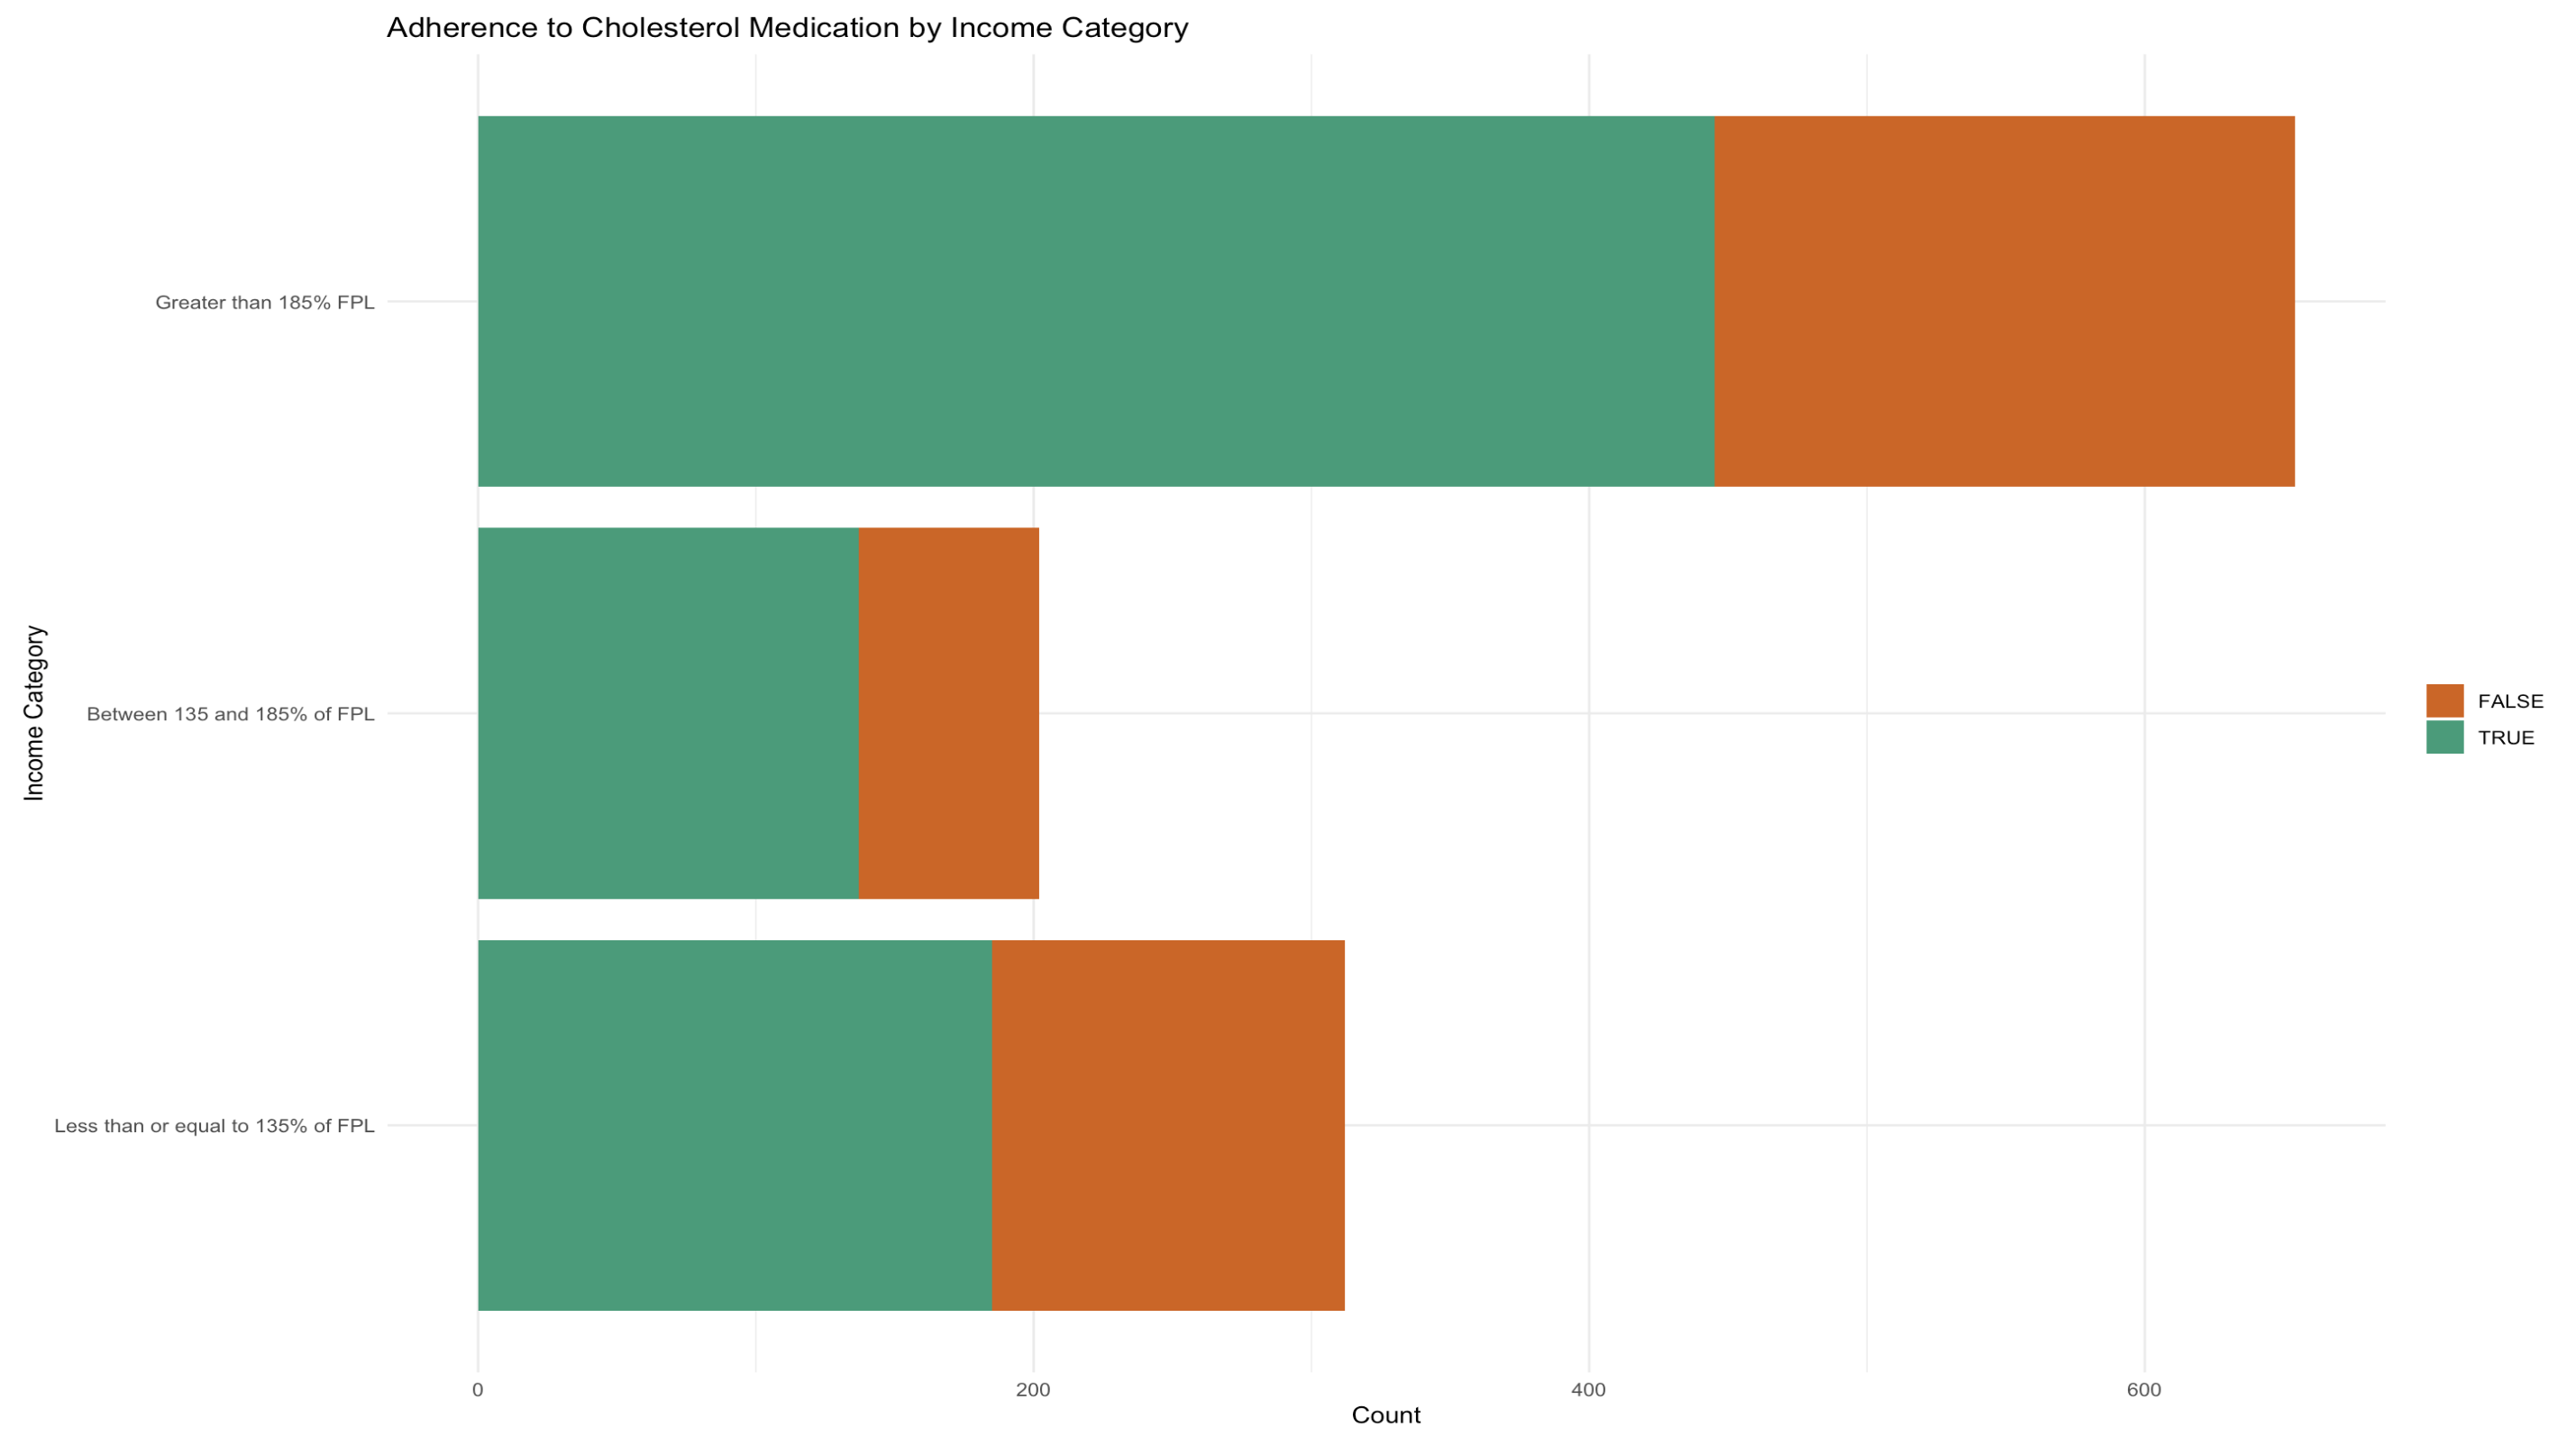 Adherence to Cholesterol Medication by Income Category
Income Category
Greater than 185% FPL
Between 135 and 185% of FPL
Less than or equal to 135% of FPL
0
200
400
600
Count
FALSE
TRUE